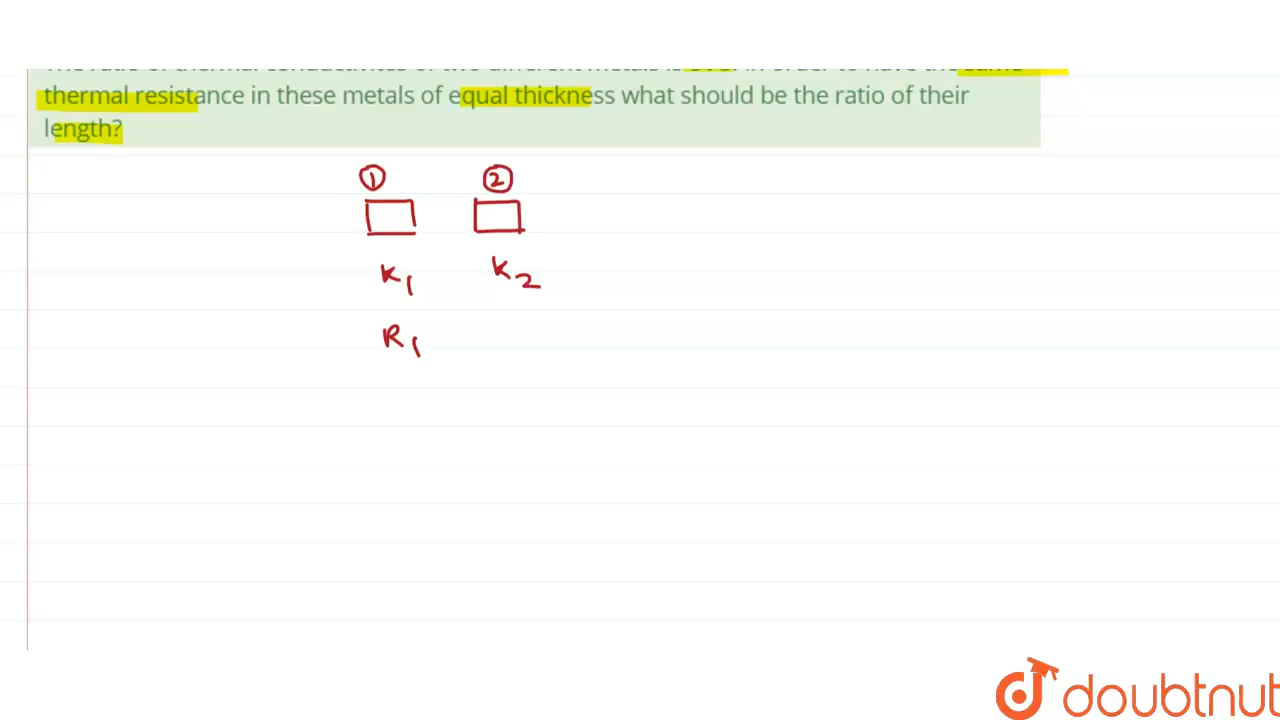 thermal resistance in these metals of equal thickness what should be the ratio of their
length?
① ②
K1 K2
R1
doubtnut